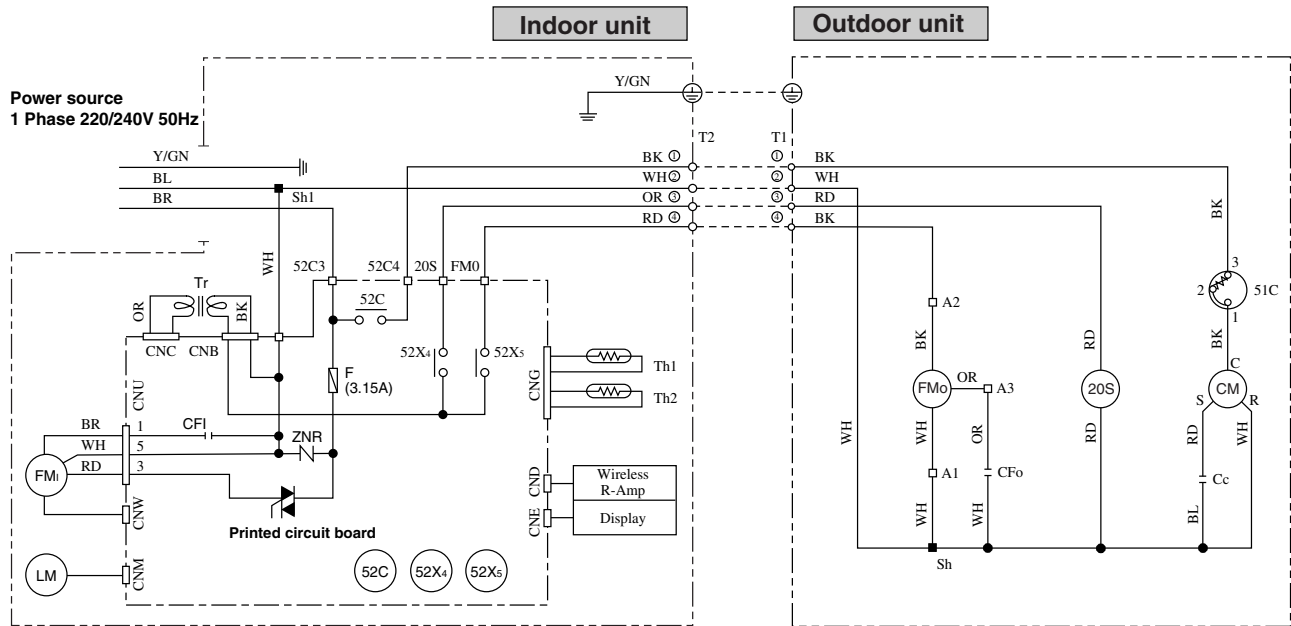 Indoor unit
Outdoor unit
Power source
1 Phase 220/240V 50Hz
Y/GN
T2
T1
Y/GN
BL
BR
Sh1
BK ①
WH ②
OR ③
RD ④
① BK
② WH
③ RD
④ BK
WH
52C3
52C4
20S
FM0
Tr
OR
BK
52C
CNC
CNB
52X4
52X5
F
(3.15A)
CNG
Th1
Th2
CNU
BR
1
CFI
WH
5
ZNR
RD
3
FMI
CNW
Printed circuit board
CND
Wireless
R-Amp
CNE
Display
LM
CNM
52C
52X4
52X5
BK
3
2
51C
1
A2
BK
RD
BK
C
FMo
OR
A3
20S
S
CM
R
WH
WH
OR
RD
RD
WH
A1
CFo
Cc
WH
WH
BL
Sh